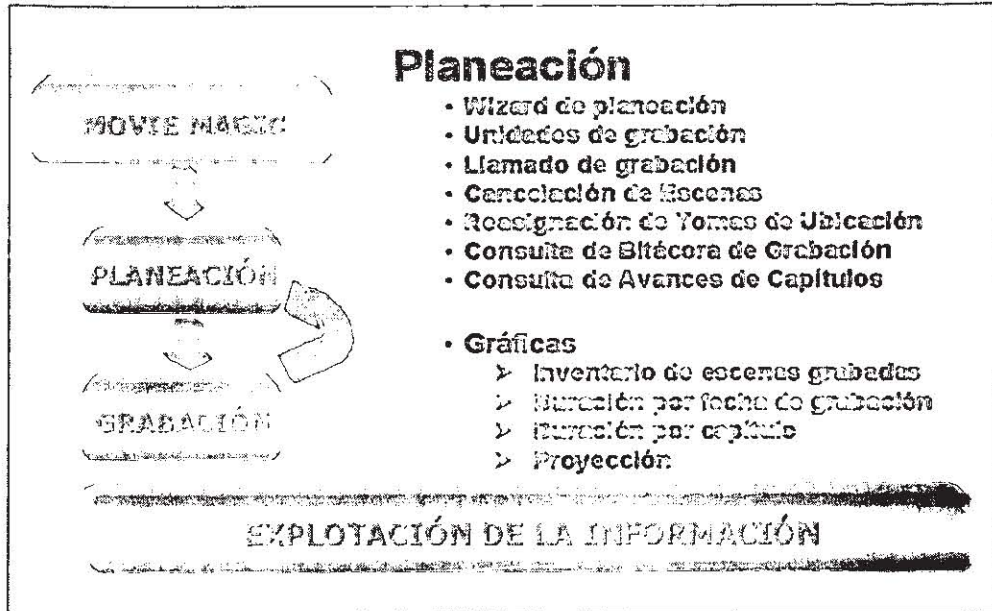 Planeación
• Wizard de planeación
• Unidades de grabación
• Llamado de grabación
• Cancelación de Escenas
• Reasignación de Tomas de Ubicación
• Consulta de Bitácora de Grabación
• Consulta de Avances de Capítulos
• Gráficas
➢ Inventario de escenas grabadas
➢ Duración por fecha de grabación
➢ Duración por capítulo
➢ Proyección
MOVIE MAGIC
PLANEACIÓN
GRABACIÓN
EXPLOTACIÓN DE LA INFORMACIÓN